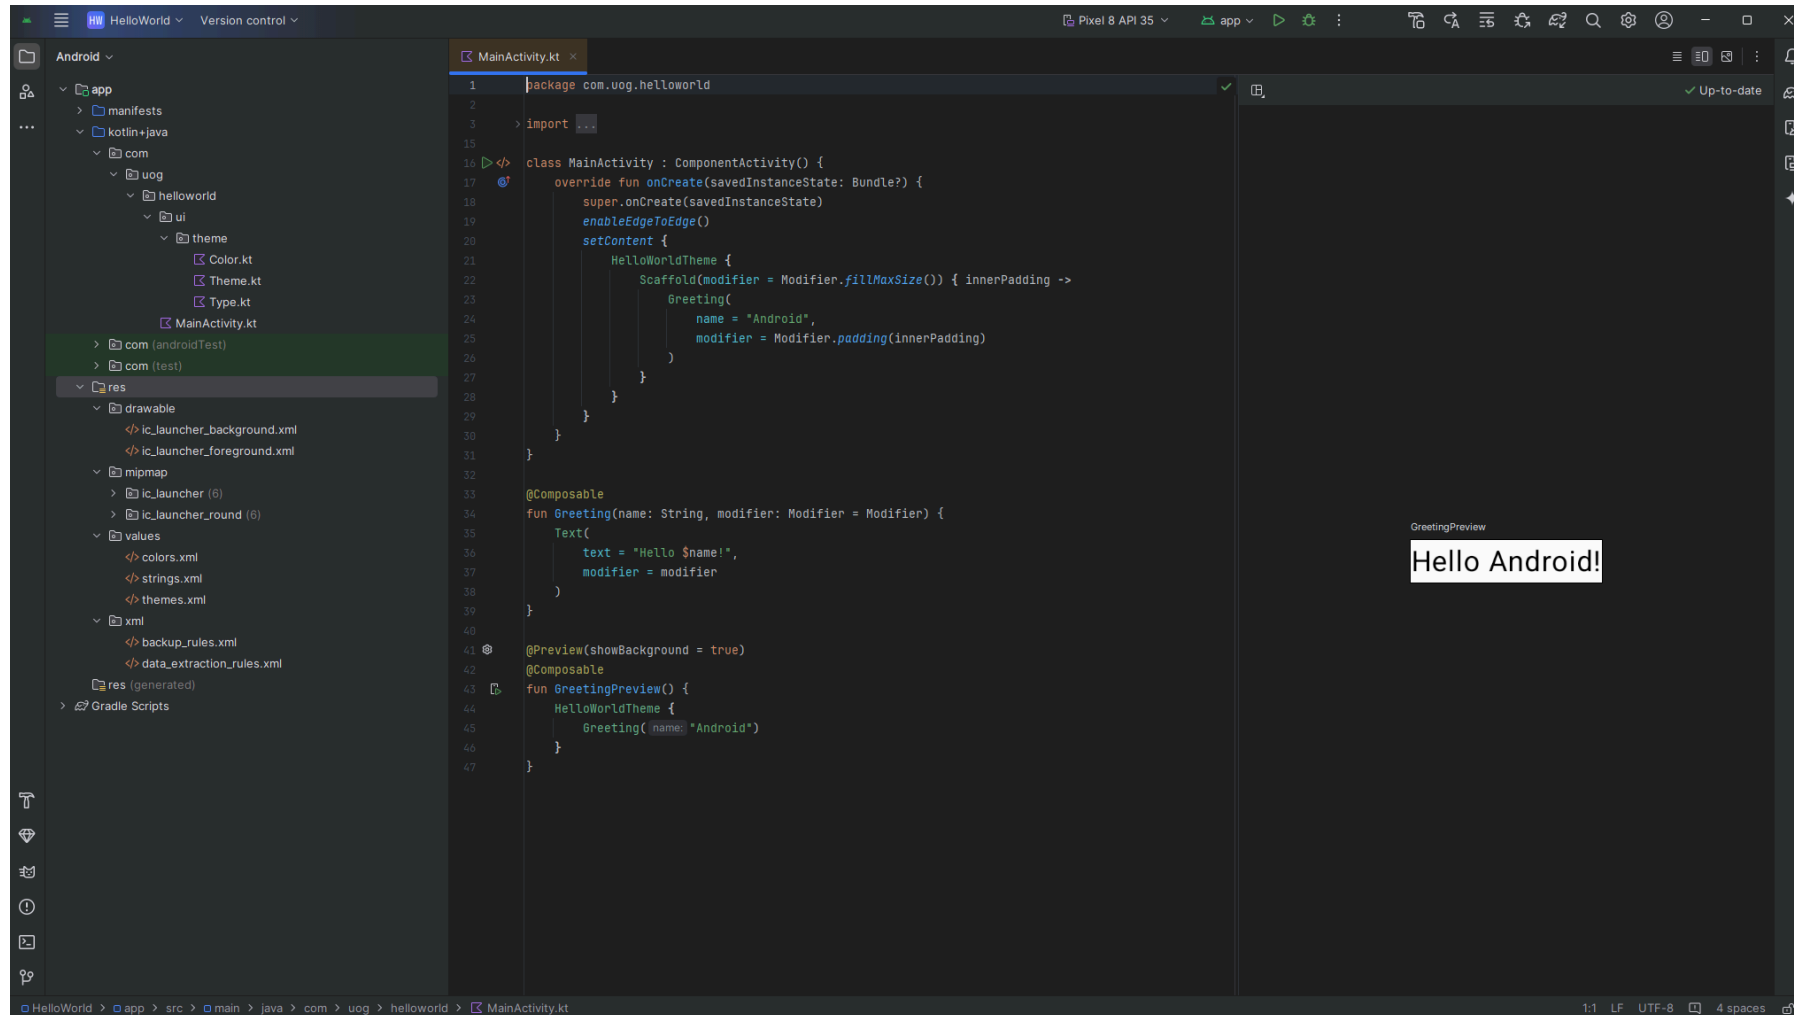 HW HelloWorld Version control Pixel 8 API 35 app
Android
app
manifests
kotlin+java
com
uog
helloworld
ui
theme
Color.kt
Theme.kt
Type.kt
MainActivity.kt
com (androidTest)
com (test)
res
drawable
ic_launcher_background.xml
ic_launcher_foreground.xml
mipmap
ic_launcher (6)
ic_launcher_round (6)
values
colors.xml
strings.xml
themes.xml
xml
backup_rules.xml
data_extraction_rules.xml
res (generated)
Gradle Scripts
MainActivity.kt
1 package com.uog.helloworld
2
3 import ...
15
16 class MainActivity : ComponentActivity() {
17 override fun onCreate(savedInstanceState: Bundle?) {
18 super.onCreate(savedInstanceState)
19 enableEdgeToEdge()
20 setContent {
21 HelloWorldTheme {
22 Scaffold(modifier = Modifier.fillMaxSize()) { innerPadding ->
23 Greeting(
24 name = "Android",
25 modifier = Modifier.padding(innerPadding)
26 )
27 }
28 }
29 }
30 }
31 }
32
33 @Composable
34 fun Greeting(name: String, modifier: Modifier = Modifier) {
35 Text(
36 text = "Hello $name!",
37 modifier = modifier
38 )
39 }
40
41 @Preview(showBackground = true)
42 @Composable
43 fun GreetingPreview() {
44 HelloWorldTheme {
45 Greeting( name: "Android")
46 }
47 }
Up-to-date
GreetingPreview
Hello Android!
HelloWorld > app > src > main > java > com > uog > helloworld > MainActivity.kt
1:1 LF UTF-8 4 spaces